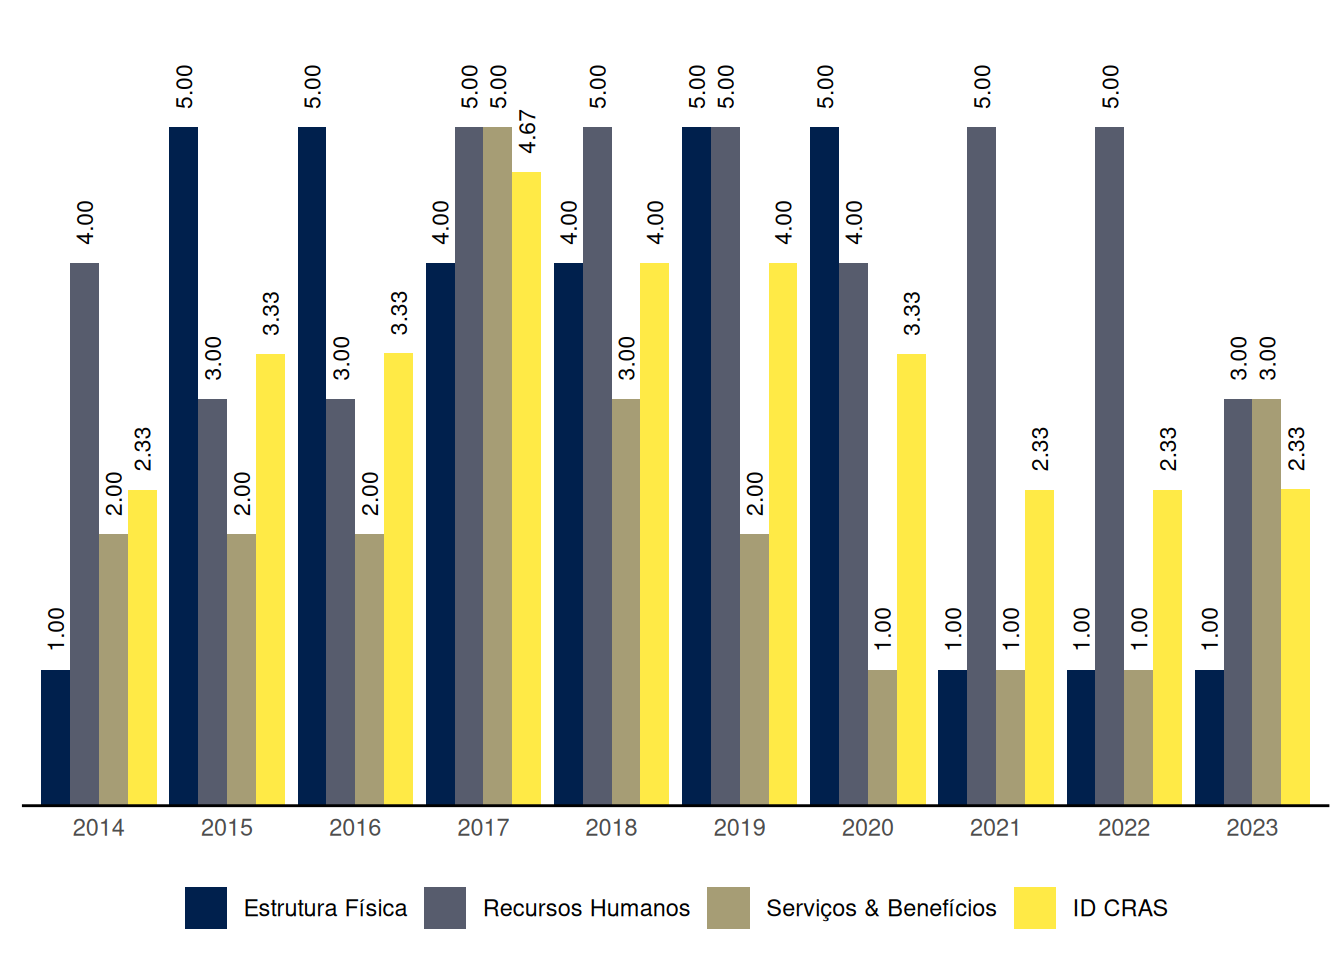 5.00 5.00 5.00 5.00 5.00 5.00 5.00 5.00 5.00 5.00
4.67
4.00 4.00 4.00 4.00 4.00 4.00
3.33 3.33 3.33
3.00 3.00 3.00 3.00 3.00
2.33 2.33 2.33 2.33
2.00 2.00 2.00 2.00
1.00 1.00 1.00 1.00 1.00 1.00 1.00
2014 2015 2016 2017 2018 2019 2020 2021 2022 2023
Estrutura Física Recursos Humanos Serviços & Benefícios ID CRAS